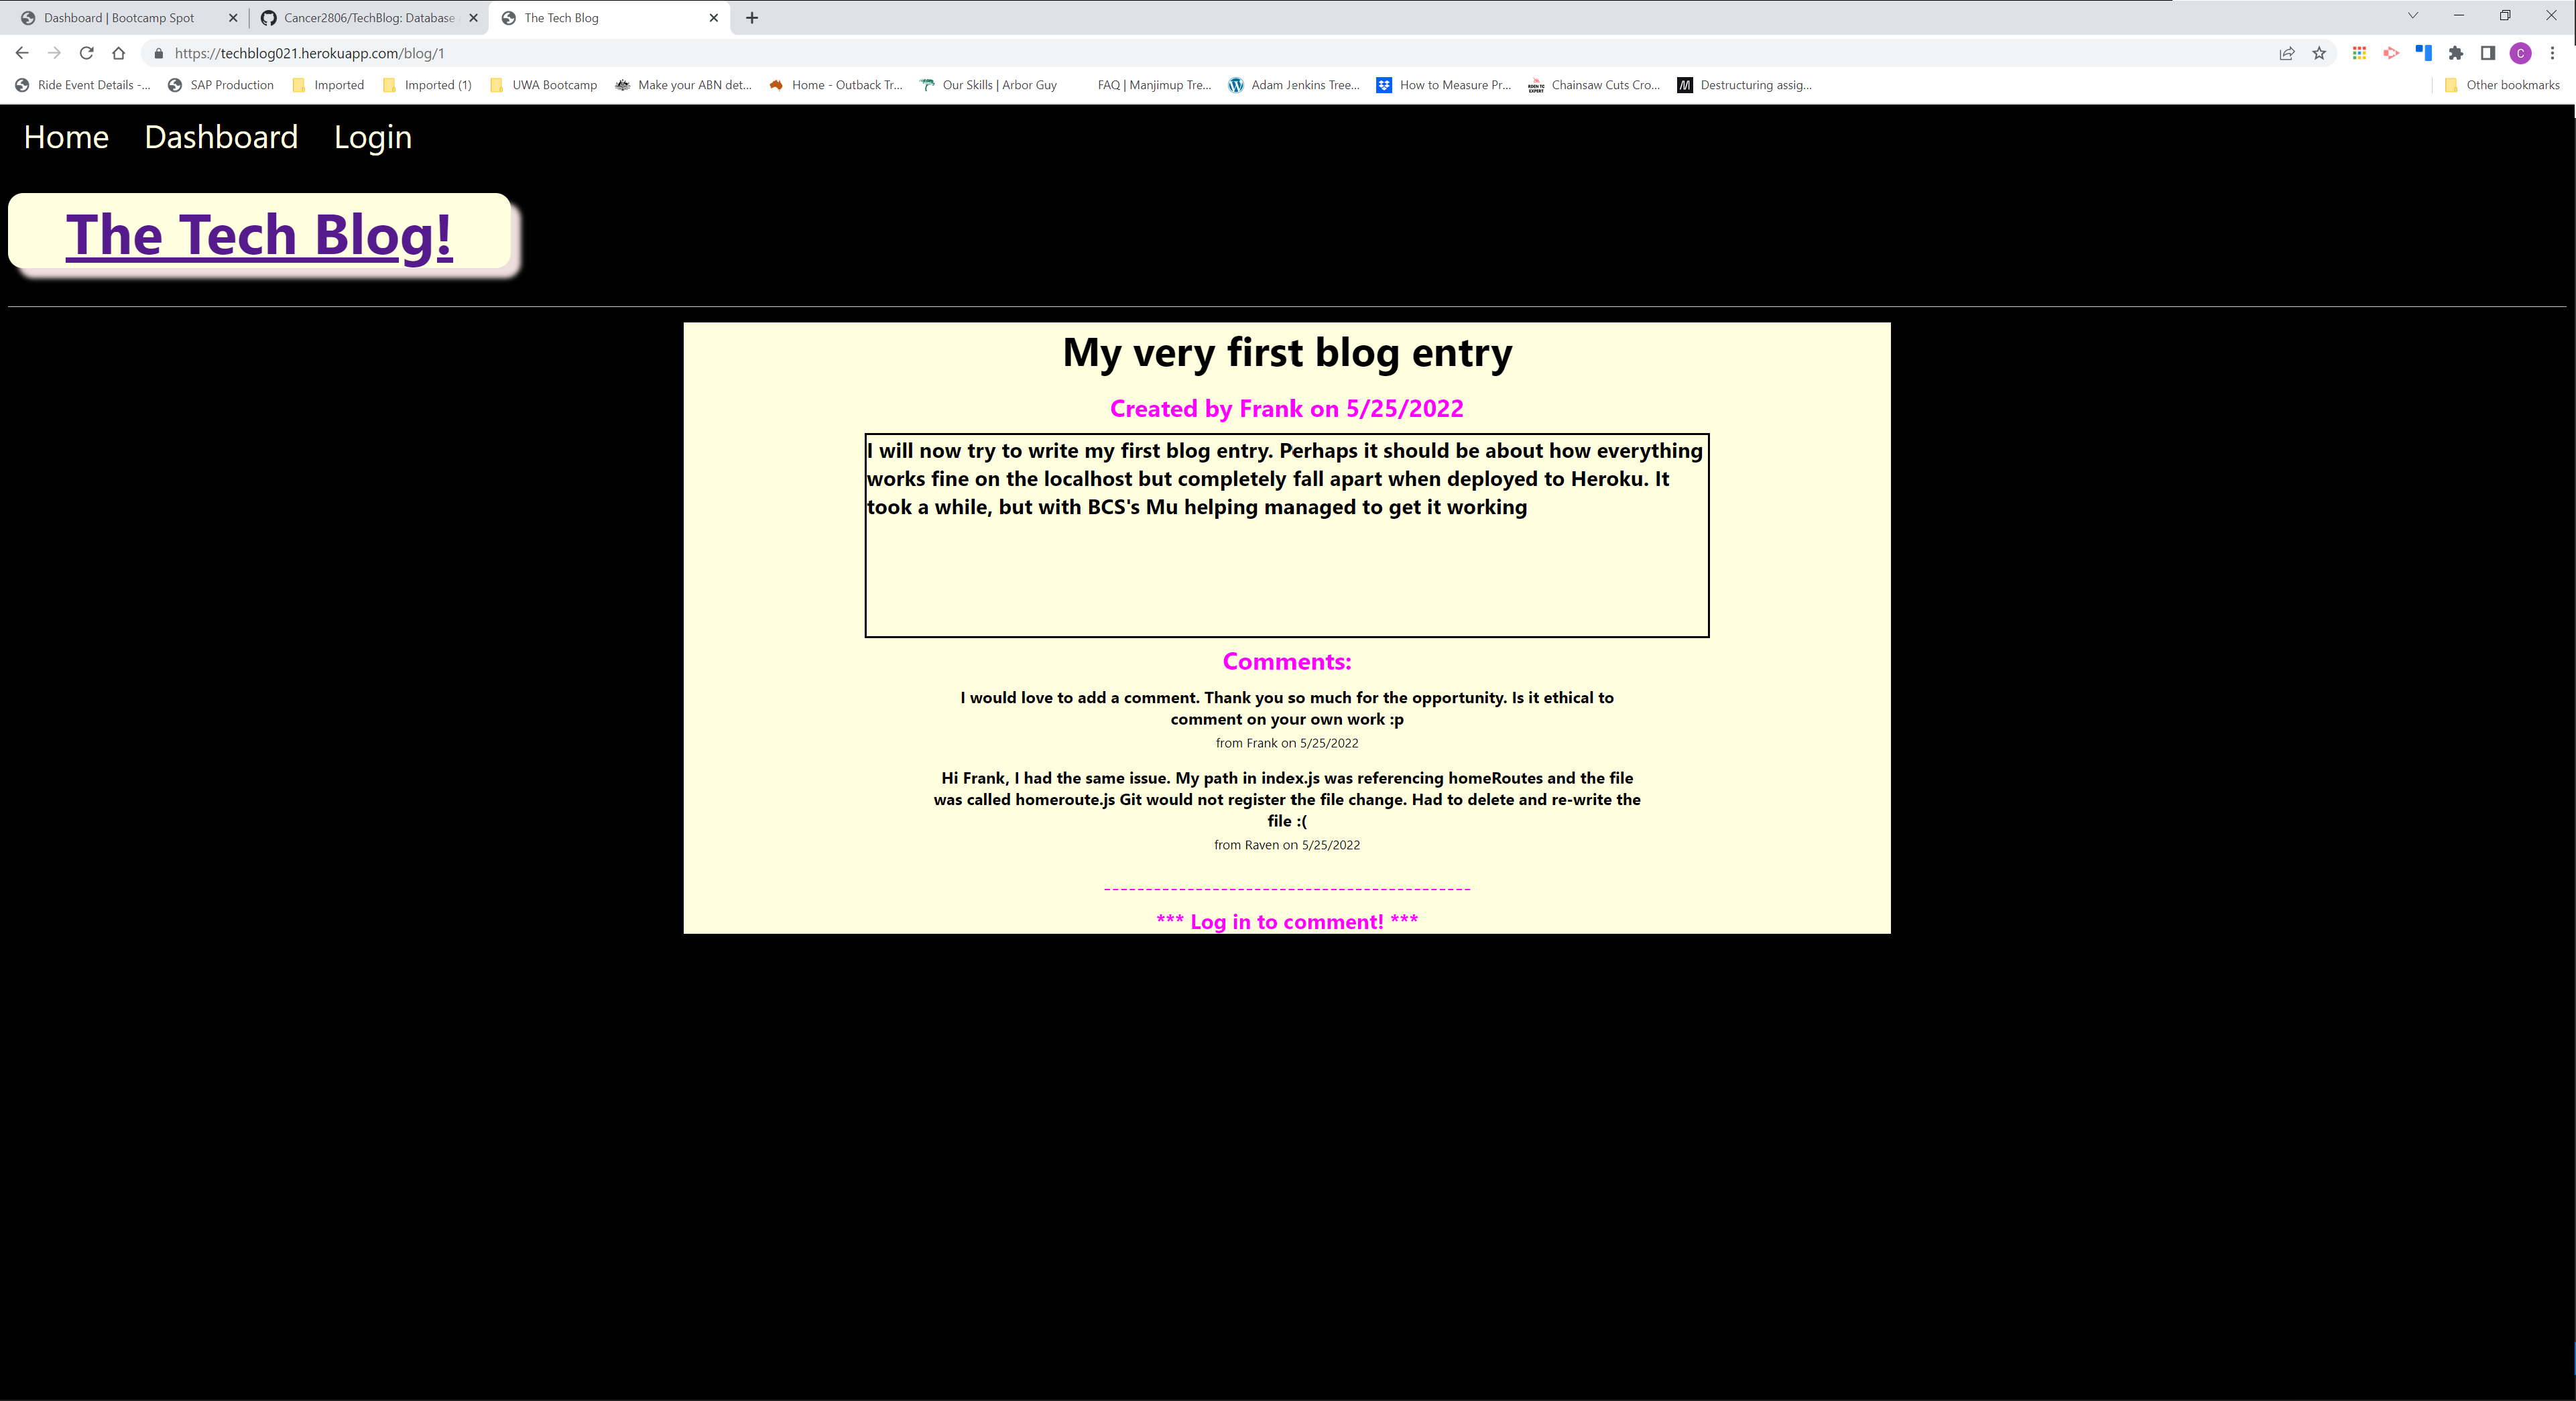 Dashboard | Bootcamp Spot
Cancer2806/TechBlog: Database
The Tech Blog
https://techblog021.herokuapp.com/blog/1
C
Ride Event Details -...
SAP Production
Imported
Imported (1)
UWA Bootcamp
Make your ABN det...
Home - Outback Tr...
Our Skills | Arbor Guy
FAQ | Manjimup Tre...
Adam Jenkins Tree...
How to Measure Pr...
Chainsaw Cuts Cro...
Destructuring assig...
Other bookmarks
Home Dashboard Login
The Tech Blog!
My very first blog entry
Created by Frank on 5/25/2022
I will now try to write my first blog entry. Perhaps it should be about how everything
works fine on the localhost but completely fall apart when deployed to Heroku. It
took a while, but with BCS's Mu helping managed to get it working
Comments:
I would love to add a comment. Thank you so much for the opportunity. Is it ethical to
comment on your own work :p
from Frank on 5/25/2022
Hi Frank, I had the same issue. My path in index.js was referencing homeRoutes and the file
was called homeroute.js Git would not register the file change. Had to delete and re-write the
file :(
from Raven on 5/25/2022
--------------------------------------------
*** Log in to comment! ***